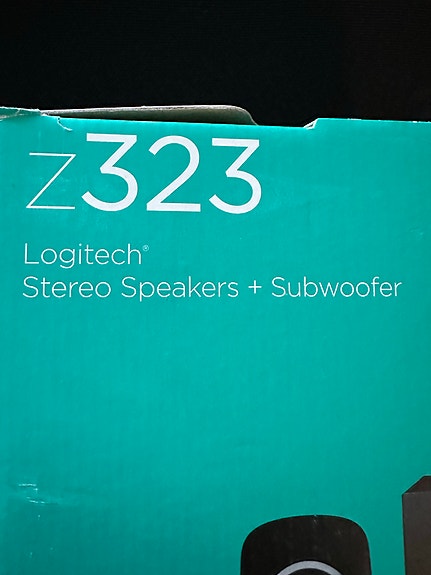 z323
Logitech®
Stereo Speakers + Subwoofer